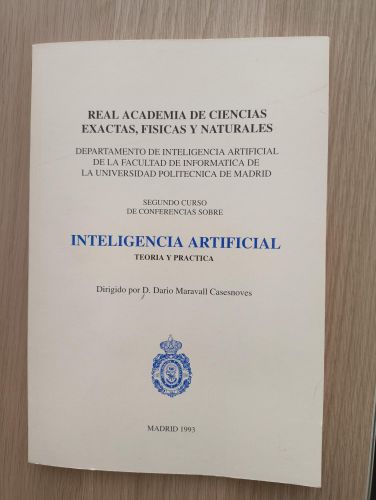 REAL ACADEMIA DE CIENCIAS
EXACTAS, FISICAS Y NATURALES
DEPARTAMENTO DE INTELIGENCIA ARTIFICIAL
DE LA FACULTAD DE INFORMATICA DE
LA UNIVERSIDAD POLITECNICA DE MADRID
SEGUNDO CURSO
DE CONFERENCIAS SOBRE
INTELIGENCIA ARTIFICIAL
TEORIA Y PRACTICA
Dirigido por D. Darío Maravall Casesnoves
MADRID 1993